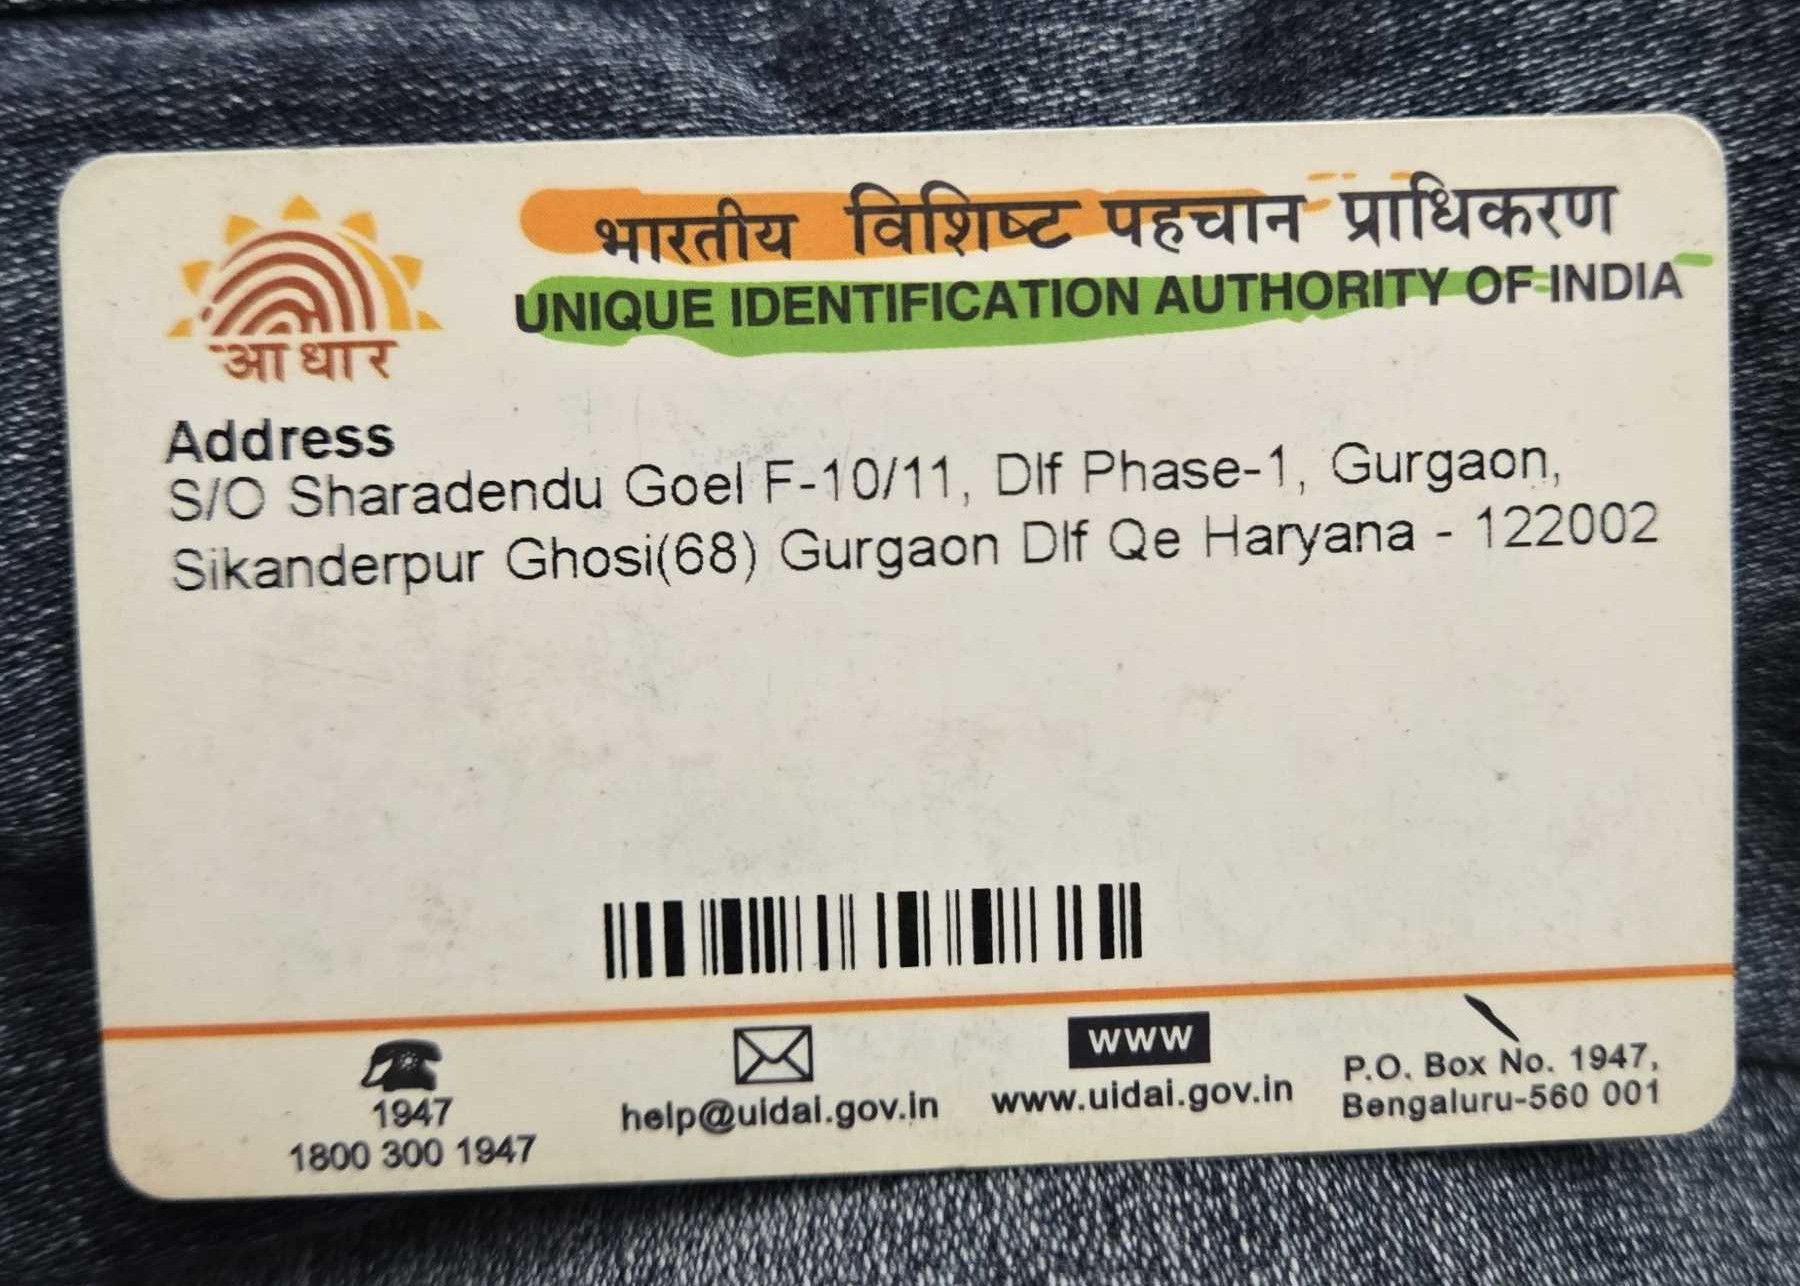 भारतीय विशिष्ट पहचान प्राधिकरण
UNIQUE IDENTIFICATION AUTHORITY OF INDIA
आधार
Address
S/O Sharadendu Goel F-10/11, Dlf Phase-1, Gurgaon,
Sikanderpur Ghosi(68) Gurgaon Dlf Qe Haryana - 122002
1947
1800 300 1947
help@uidai.gov.in
www
www.uidai.gov.in
P.O. Box No. 1947,
Bengaluru-560 001